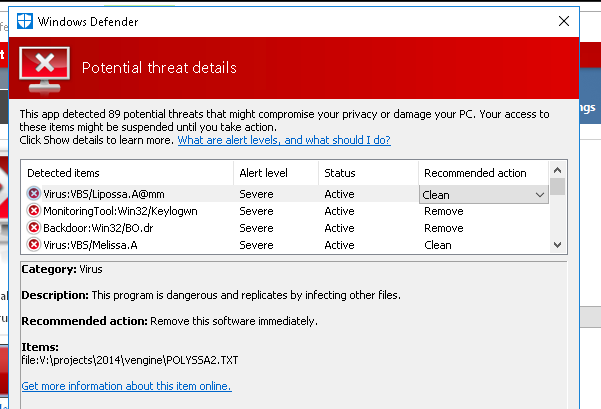 Windows Defender
Potential threat details
This app detected 89 potential threats that might compromise your privacy or damage your PC. Your access to
these items might be suspended until you take action.
Click Show details to learn more. What are alert levels, and what should I do?
Detected items Alert level Status Recommended action
Virus:VBS/Lipossa.A@mm Severe Active Clean
MonitoringTool:Win32/Keylogwn Severe Active Remove
Backdoor:Win32/BO.dr Severe Active Remove
Virus:VBS/Melissa.A Severe Active Clean
Category: Virus
Description: This program is dangerous and replicates by infecting other files.
Recommended action: Remove this software immediately.
Items:
file:V:\projects\2014\vengine\POLYSSA2.TXT
Get more information about this item online.